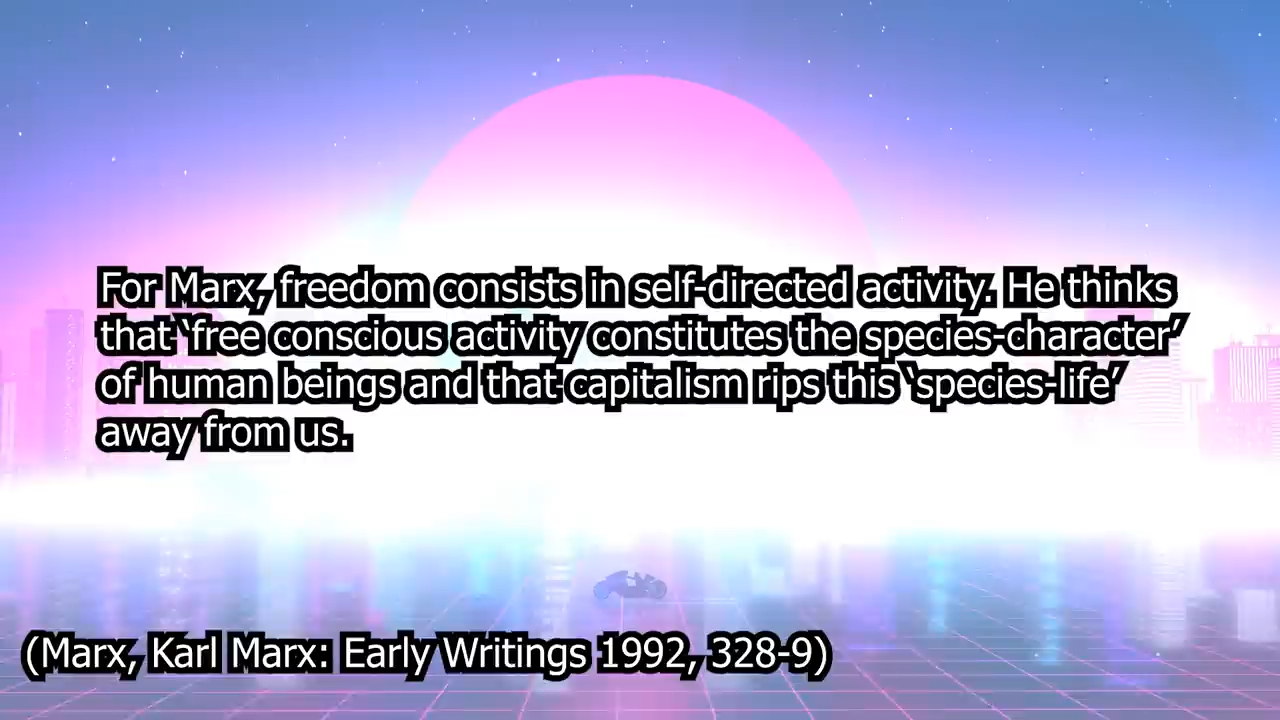 For Marx, freedom consists in self-directed activity. He thinks
that ‘free conscious activity constitutes the species-character’
of human beings and that capitalism rips this ‘species-life’
away from us.
(Marx, Karl Marx: Early Writings 1992, 328-9)